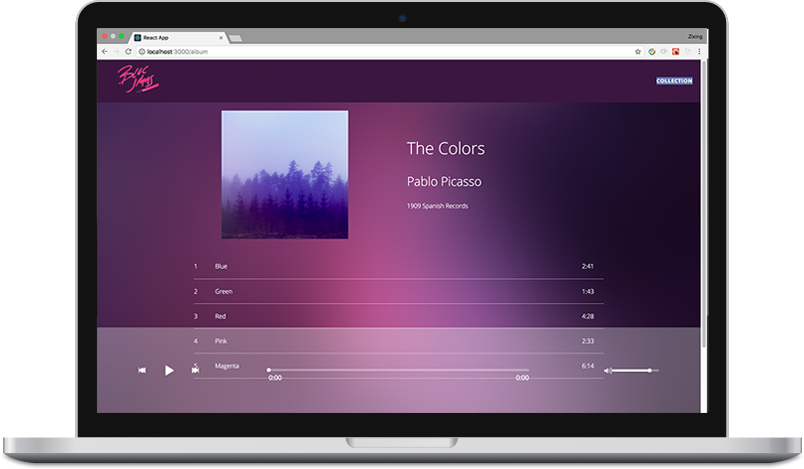 React App
Zixing
localhost:3000/album
BLOC JAMS
COLLECTION
The Colors
Pablo Picasso
1909 Spanish Records
1 Blue 2:41
2 Green 1:43
3 Red 4:28
4 Pink 2:33
5 Magenta 6:14
0:00 0:00